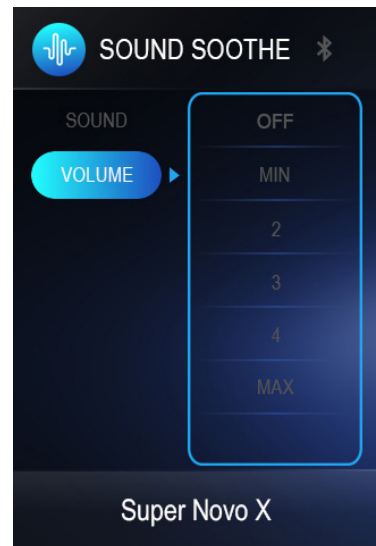 SOUND SOOTHE
SOUND
VOLUME
OFF
MIN
2
3
4
MAX
Super Novo X